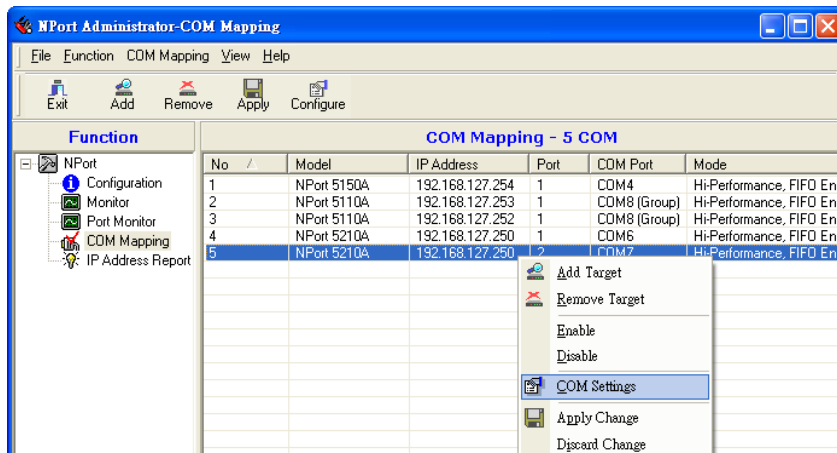 NPort Administrator-COM Mapping
File Function COM Mapping View Help
Exit Add Remove Apply Configure
Function
COM Mapping - 5 COM
NPort
Configuration
Monitor
Port Monitor
COM Mapping
IP Address Report
No Model IP Address Port COM Port Mode
1 NPort 5150A 192.168.127.254 1 COM4 Hi-Performance, FIFO En
2 NPort 5110A 192.168.127.253 1 COM8 (Group) Hi-Performance, FIFO En
3 NPort 5110A 192.168.127.252 1 COM8 (Group) Hi-Performance, FIFO En
4 NPort 5210A 192.168.127.250 1 COM6 Hi-Performance, FIFO En
5 NPort 5210A 192.168.127.250 2 COM7 Hi-Performance, FIFO En
Add Target
Remove Target
Enable
Disable
COM Settings
Apply Change
Discard Change